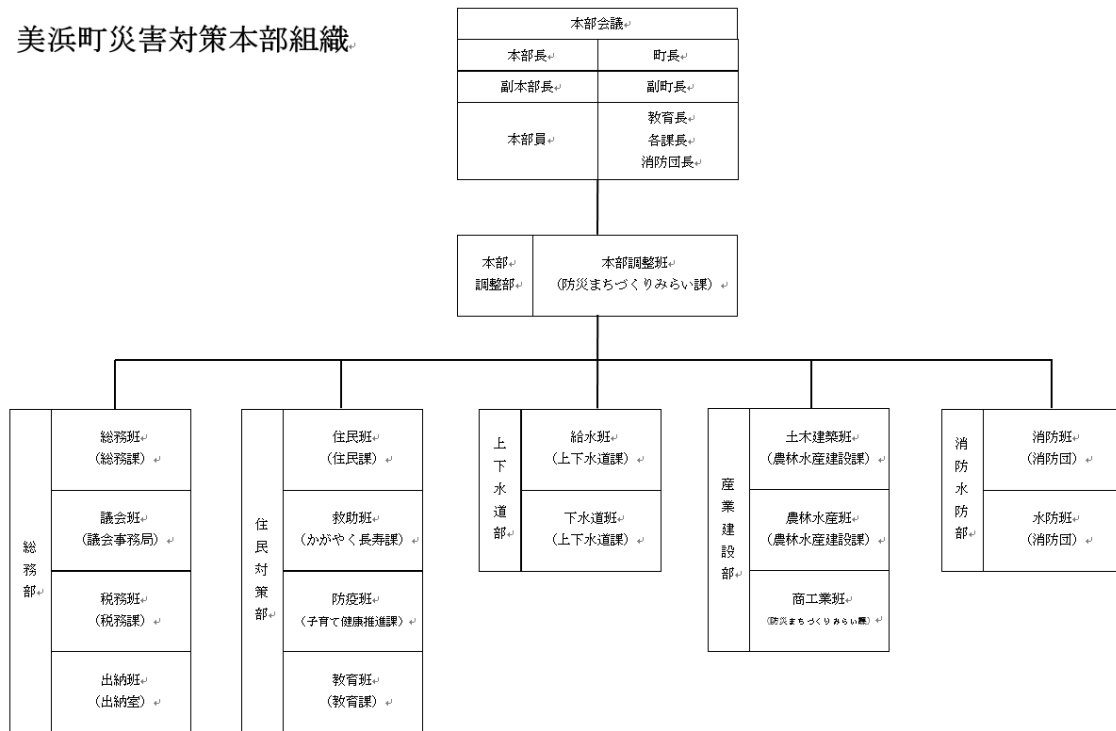 美浜町災害対策本部組織
本部会議
本部長
町長
副本部長
副町長
本部員
教育長
各課長
消防団長
本部
調整部
本部調整班
(防災まちづくりみらい課)
総務部
総務班
(総務課)
議会班
(議会事務局)
税務班
(税務課)
出納班
(出納室)
住民対策部
住民班
(住民課)
救助班
(かがやく長寿課)
防疫班
(子育て健康推進課)
教育班
(教育課)
上下水道部
給水班
(上下水道課)
下水道班
(上下水道課)
産業建設部
土木建築班
(農林水産建設課)
農林水産班
(農林水産建設課)
商工業班
(防災まちづくりみらい課)
消防水防部
消防班
(消防団)
水防班
(消防団)